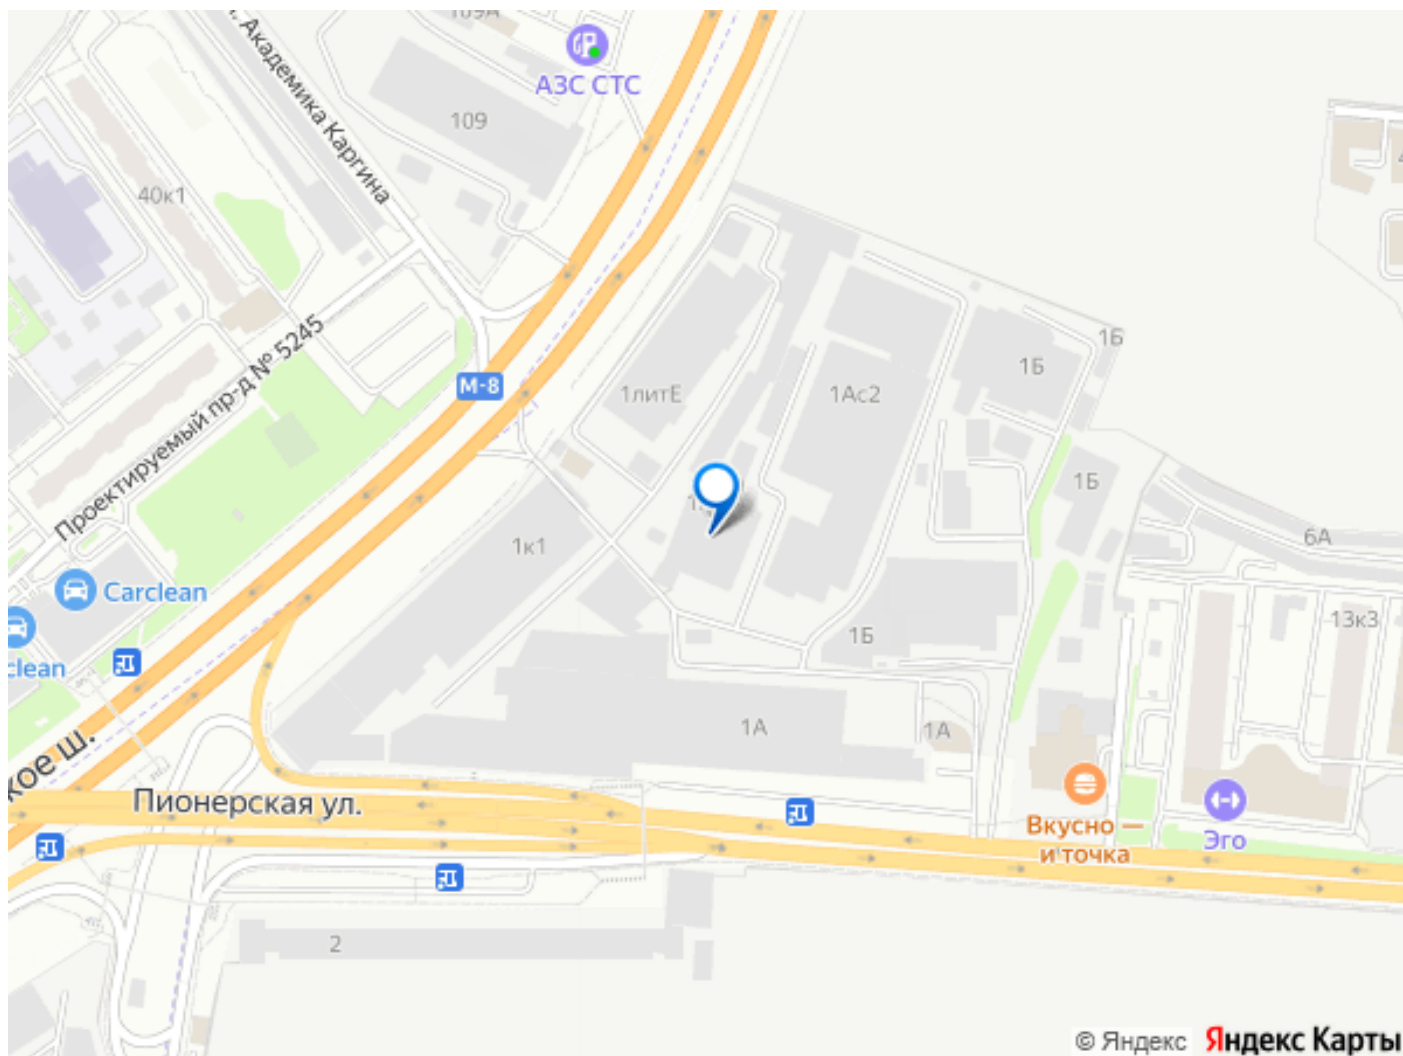 109А
АЗС СТС
л. Академика Каргина
109
40к1
Проектируемый пр-д № 5245
М-8
1литЕ
1Ас2
1Б
1Б
1Б
6А
13к3
1к1
1Б
Carclean
clean
1А
1А
кое ш.
Пионерская ул.
Вкусно —
и точка
Эго
2
© Яндекс Яндекс Карты